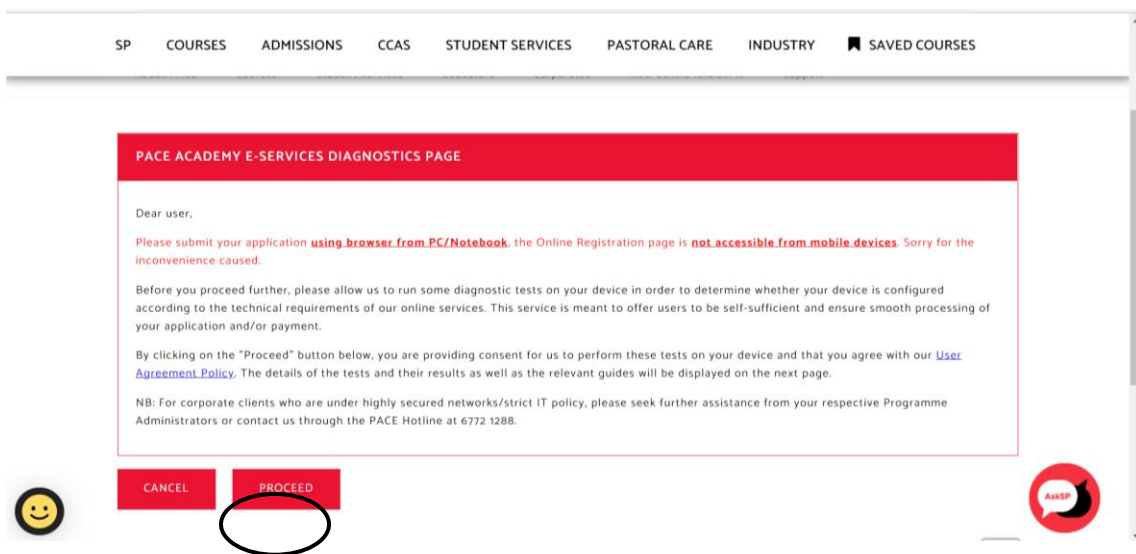 SP COURSES ADMISSIONS CCAS STUDENT SERVICES PASTORAL CARE INDUSTRY SAVED COURSES
PACE ACADEMY E-SERVICES DIAGNOSTICS PAGE
Dear user,
Please submit your application using browser from PC/Notebook, the Online Registration page is not accessible from mobile devices. Sorry for the
inconvenience caused.
Before you proceed further, please allow us to run some diagnostic tests on your device in order to determine whether your device is configured
according to the technical requirements of our online services. This service is meant to offer users to be self-sufficient and ensure smooth processing of
your application and/or payment.
By clicking on the "Proceed" button below, you are providing consent for us to perform these tests on your device and that you agree with our User
Agreement Policy. The details of the tests and their results as well as the relevant guides will be displayed on the next page.
NB: For corporate clients who are under highly secured networks/strict IT policy, please seek further assistance from your respective Programme
Administrators or contact us through the PACE Hotline at 6772 1288.
CANCEL PROCEED
AskSP